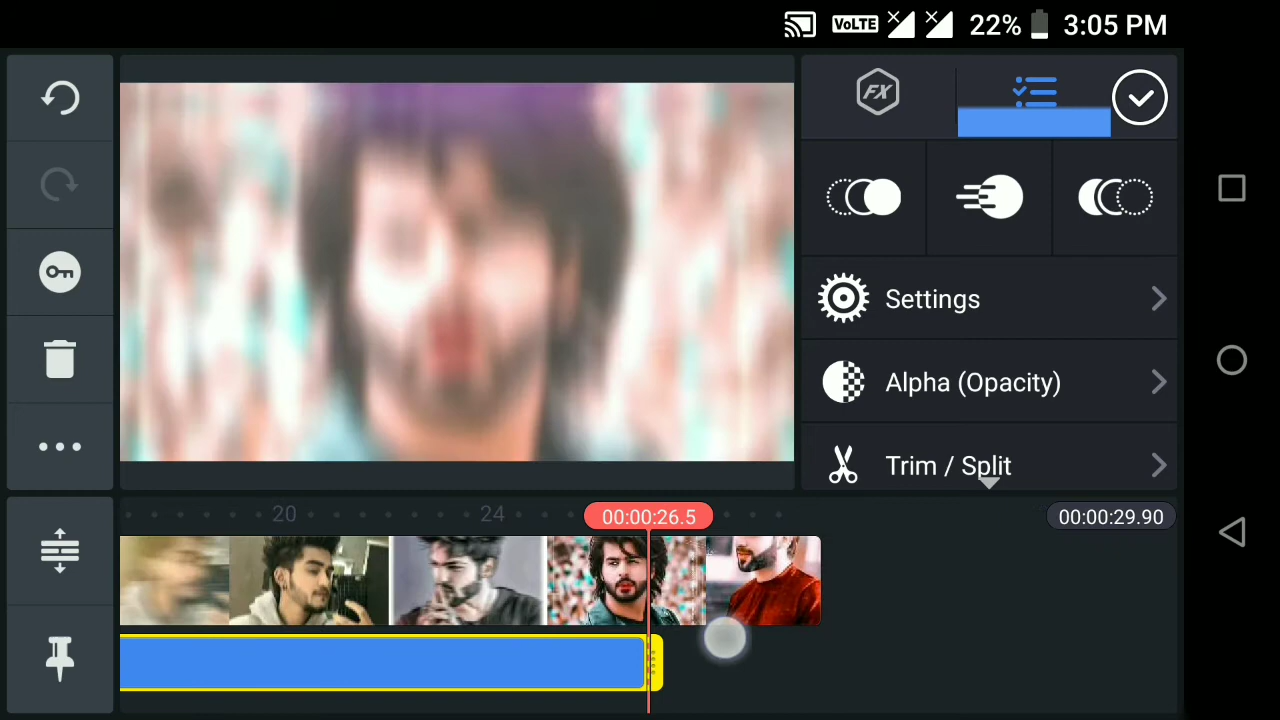 VoLTE 22% 3:05 PM
FX
Settings
Alpha (Opacity)
Trim / Split
20 24 00:00:26.5 00:00:29.90